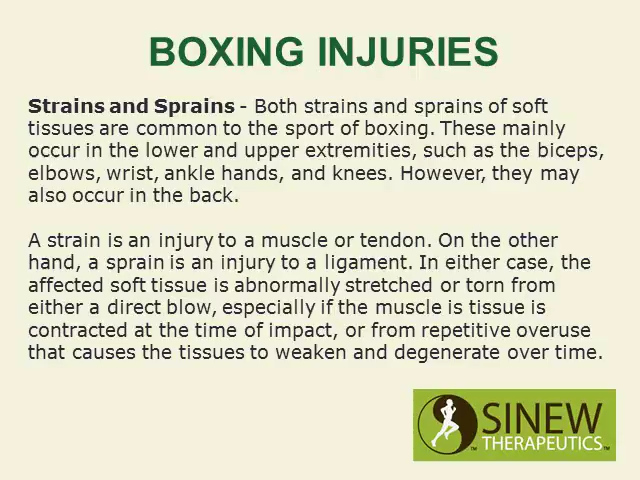 BOXING INJURIES
Strains and Sprains - Both strains and sprains of soft
tissues are common to the sport of boxing. These mainly
occur in the lower and upper extremities, such as the biceps,
elbows, wrist, ankle hands, and knees. However, they may
also occur in the back.
A strain is an injury to a muscle or tendon. On the other
hand, a sprain is an injury to a ligament. In either case, the
affected soft tissue is abnormally stretched or torn from
either a direct blow, especially if the muscle is tissue is
contracted at the time of impact, or from repetitive overuse
that causes the tissues to weaken and degenerate over time.
SINEW
™ THERAPEUTICS™